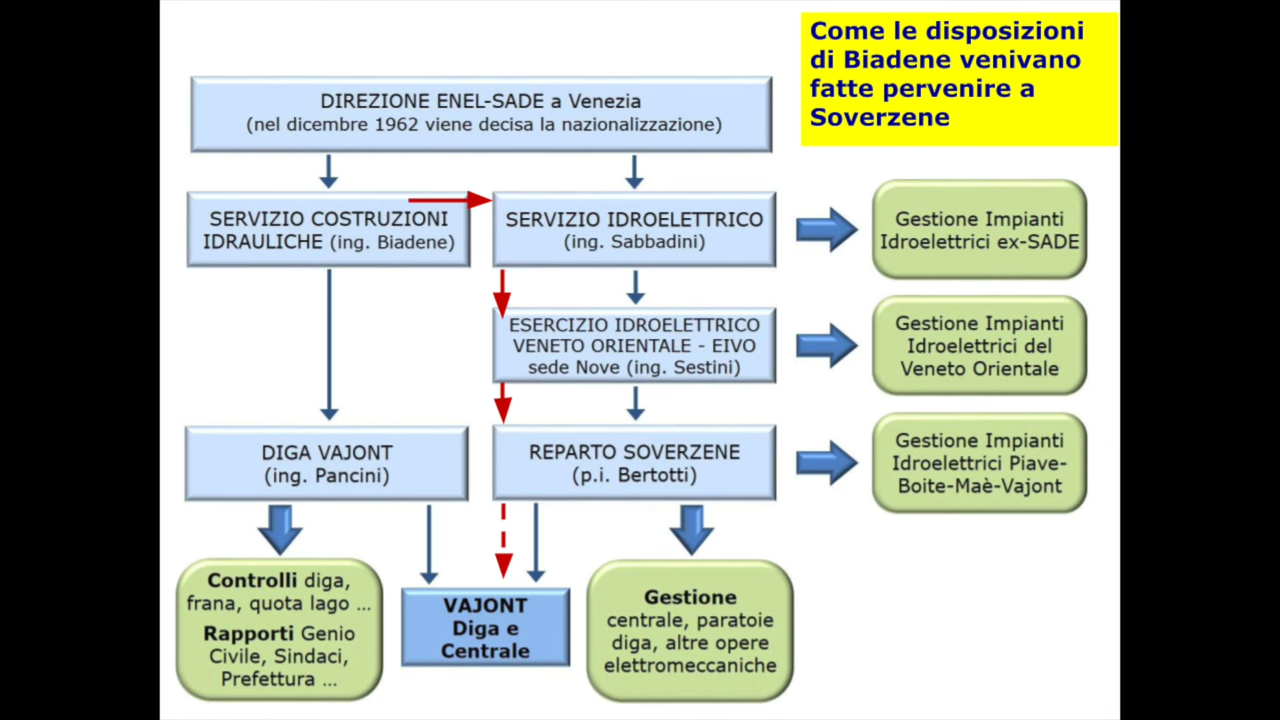 Come le disposizioni
di Biadene venivano
fatte pervenire a
Soverzene
DIREZIONE ENEL-SADE a Venezia
(nel dicembre 1962 viene decisa la nazionalizzazione)
SERVIZIO COSTRUZIONI
IDRAULICHE (ing. Biadene)
SERVIZIO IDROELETTRICO
(ing. Sabbadini)
Gestione Impianti
Idroelettrici ex-SADE
ESERCIZIO IDROELETTRICO
VENETO ORIENTALE - EIVO
sede Nove (ing. Sestini)
Gestione Impianti
Idroelettrici del
Veneto Orientale
DIGA VAJONT
(ing. Pancini)
REPARTO SOVERZENE
(p.i. Bertotti)
Gestione Impianti
Idroelettrici Piave-
Boite-Maè-Vajont
Controlli diga,
frana, quota lago ...
Rapporti Genio
Civile, Sindaci,
Prefettura ...
VAJONT
Diga e
Centrale
Gestione
centrale, paratoie
diga, altre opere
elettromeccaniche